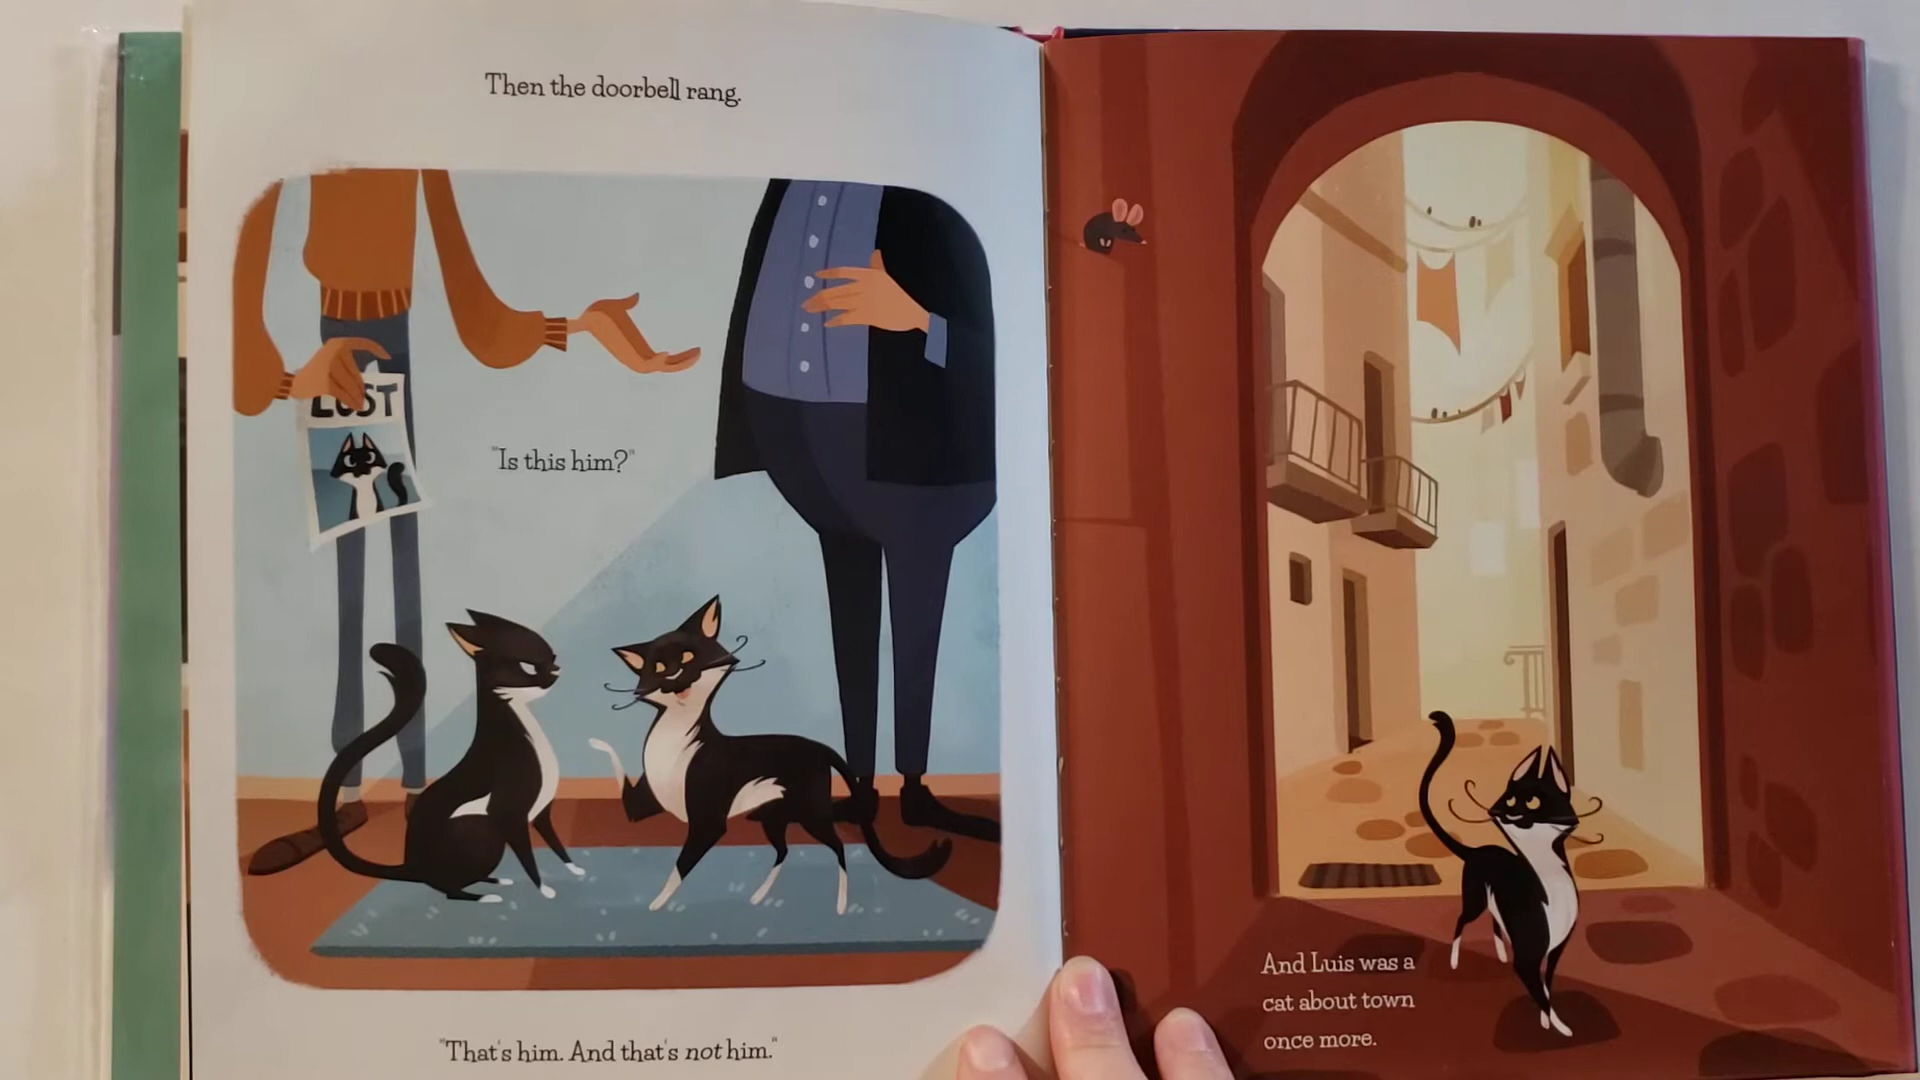 Then the doorbell rang.
LOST
"Is this him?"
"That's him. And that's not him."
And Luis was a
cat about town
once more.